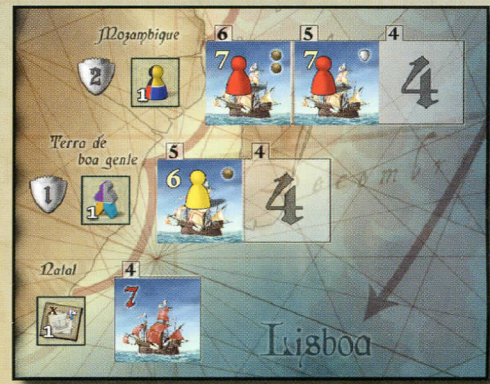 Mozambique
6 5 4
2 1 7 7 4
Terra de
boa genle
5 4
1 1 6 4
Natal
4
X
1 7
Lisboa